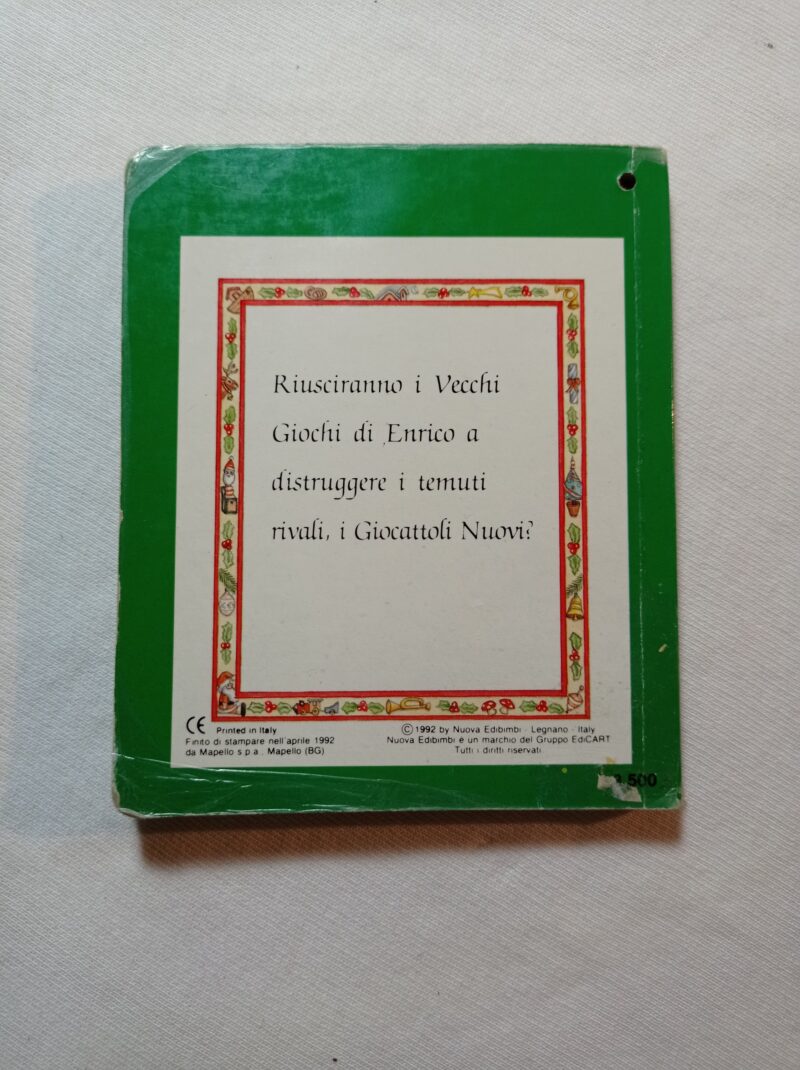 Riusciranno i Vecchi
Giochi di Enrico a
distruggere i temuti
rivali, i Giocattoli Nuovi?
CE Printed in Italy
Finito di stampare nell'aprile 1992
da Mapello s.p.a. Mapello (BG)
© 1992 by Nuova Edibimbi - Legnano - Italy
Nuova Edibimbi è un marchio del Gruppo EdiCART
Tutti i diritti riservati
500